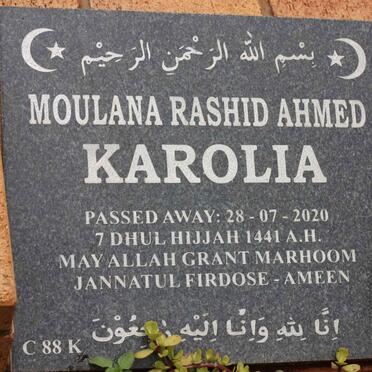 بِسْمِ اللهِ الرَّحْمٰنِ الرَّحِيْمِ
MOULANA RASHID AHMED
KAROLIA
PASSED AWAY: 28 - 07 - 2020
7 DHUL HIJJAH 1441 A.H.
MAY ALLAH GRANT MARHOOM
JANNATUL FIRDOSE - AMEEN
اِنَّا لِلّٰهِ وَاِنَّا اِلَيْهِ رَاجِعُوْنَ
C 88 K